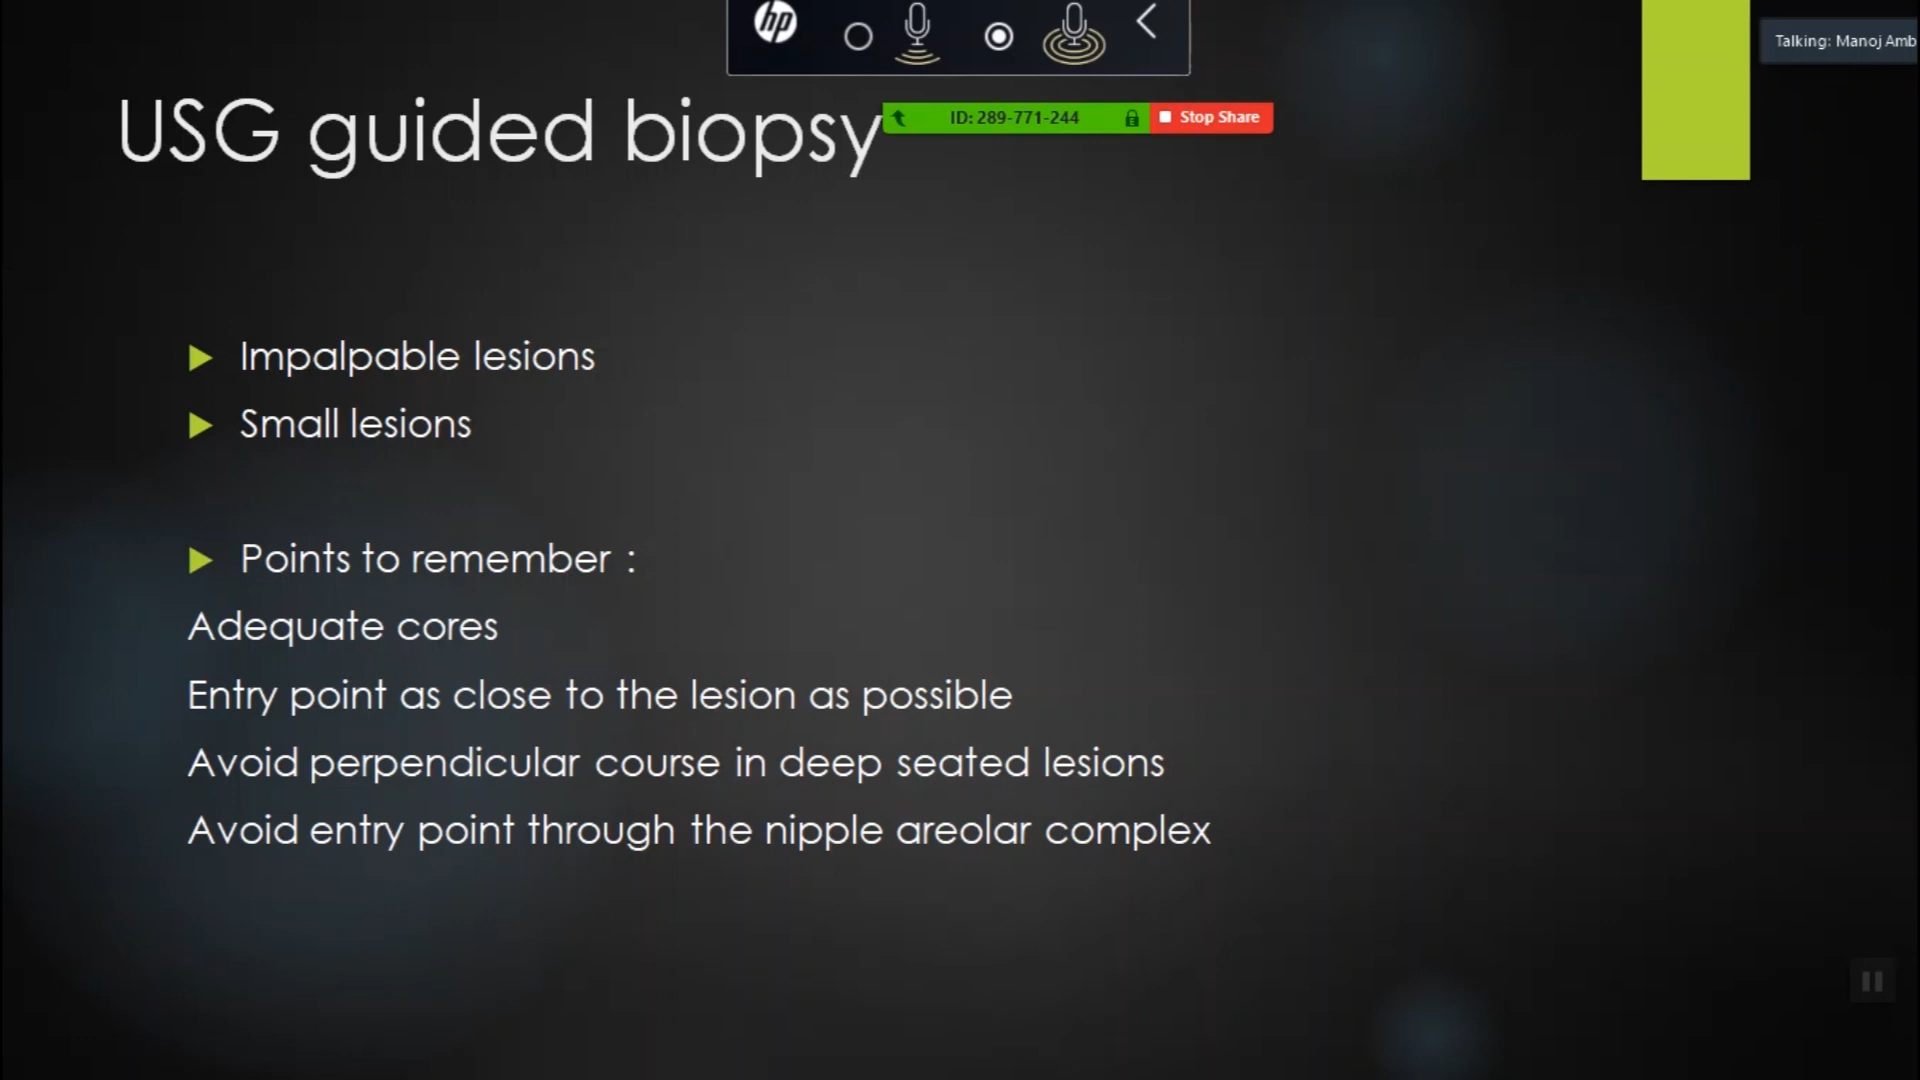 hp
Talking: Manoj Amb
USG guided biopsy
ID: 289-771-244
Stop Share
Impalpable lesions
Small lesions
Points to remember :
Adequate cores
Entry point as close to the lesion as possible
Avoid perpendicular course in deep seated lesions
Avoid entry point through the nipple areolar complex